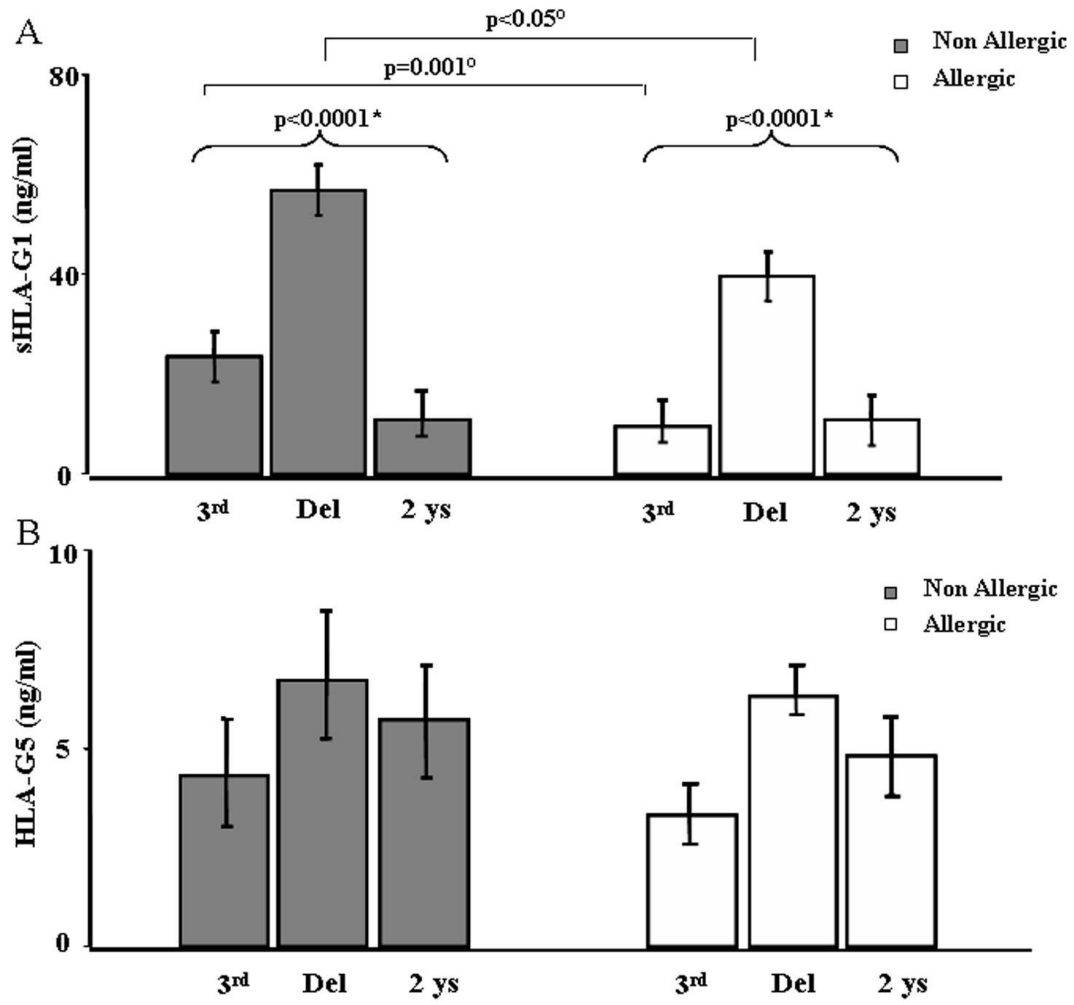 A
p<0.05°
Non Allergic
Allergic
p=0.001°
80
p<0.0001*
p<0.0001*
sHLA-G1 (ng/ml)
40
0
3rd
Del
2 ys
3rd
Del
2 ys
B
10
Non Allergic
Allergic
HLA-G5 (ng/ml)
5
0
3rd
Del
2 ys
3rd
Del
2 ys